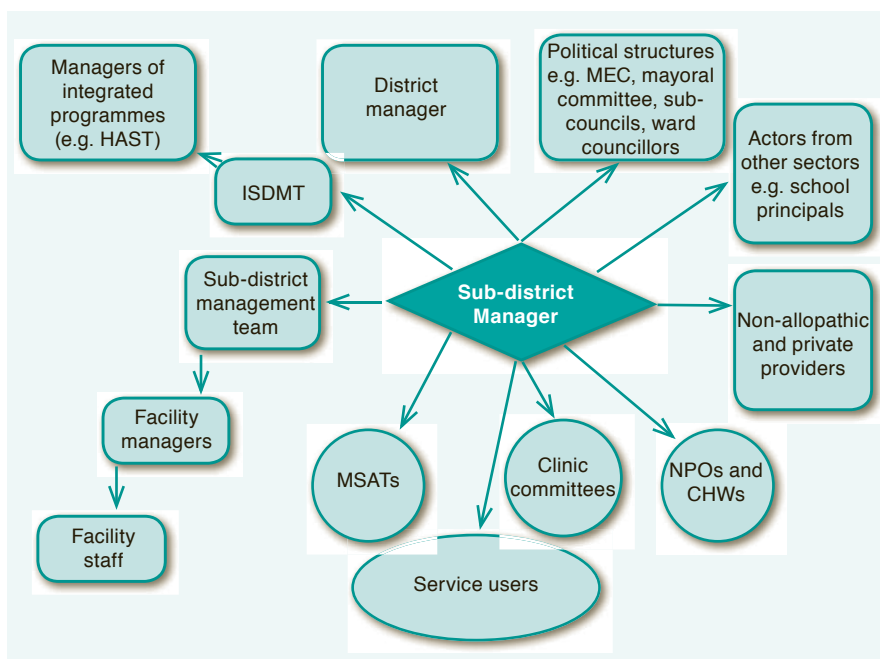 Managers of
integrated
programmes
(e.g. HAST)
District
manager
Political structures
e.g. MEC, mayoral
committee, sub-
councils, ward
councillors
Actors from
other sectors
e.g. school
principals
ISDMT
Sub-district
management
team
Sub-district
Manager
Non-allopathic
and private
providers
Facility
managers
MSATs
Clinic
committees
NPOs and
CHWs
Facility
staff
Service users